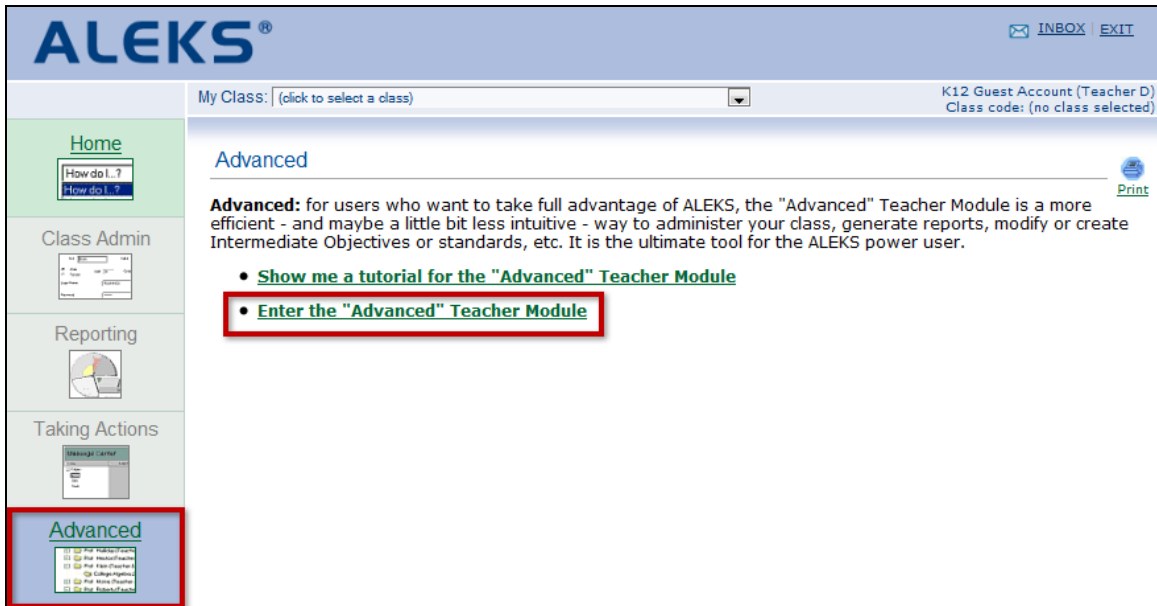 ALEKS®
INBOX | EXIT
My Class: (click to select a class)
K12 Guest Account (Teacher D)
Class code: (no class selected)
Home
How do I...?
How do I...?
Class Admin
Reporting
Taking Actions
Message Center
Advanced
Advanced
Print
Advanced: for users who want to take full advantage of ALEKS, the "Advanced" Teacher Module is a more
efficient - and maybe a little bit less intuitive - way to administer your class, generate reports, modify or create
Intermediate Objectives or standards, etc. It is the ultimate tool for the ALEKS power user.
• Show me a tutorial for the "Advanced" Teacher Module
• Enter the "Advanced" Teacher Module